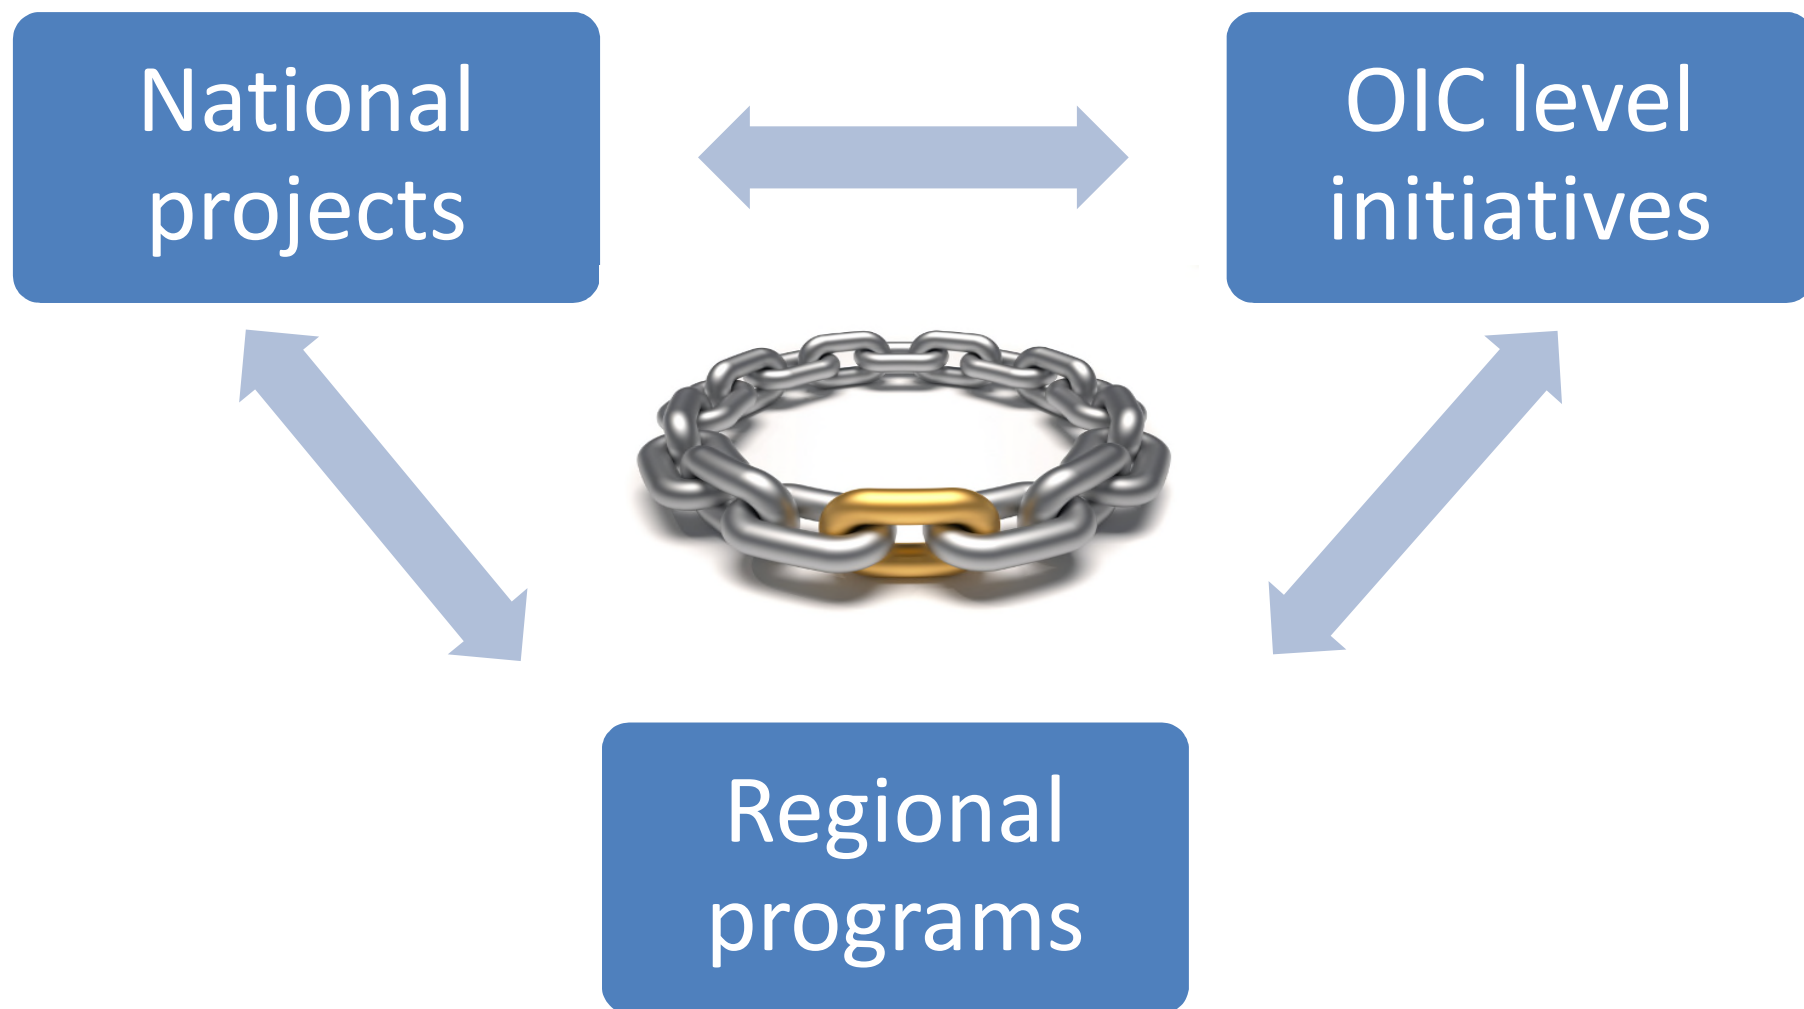 National
projects
OIC level
initiatives
Regional
programs